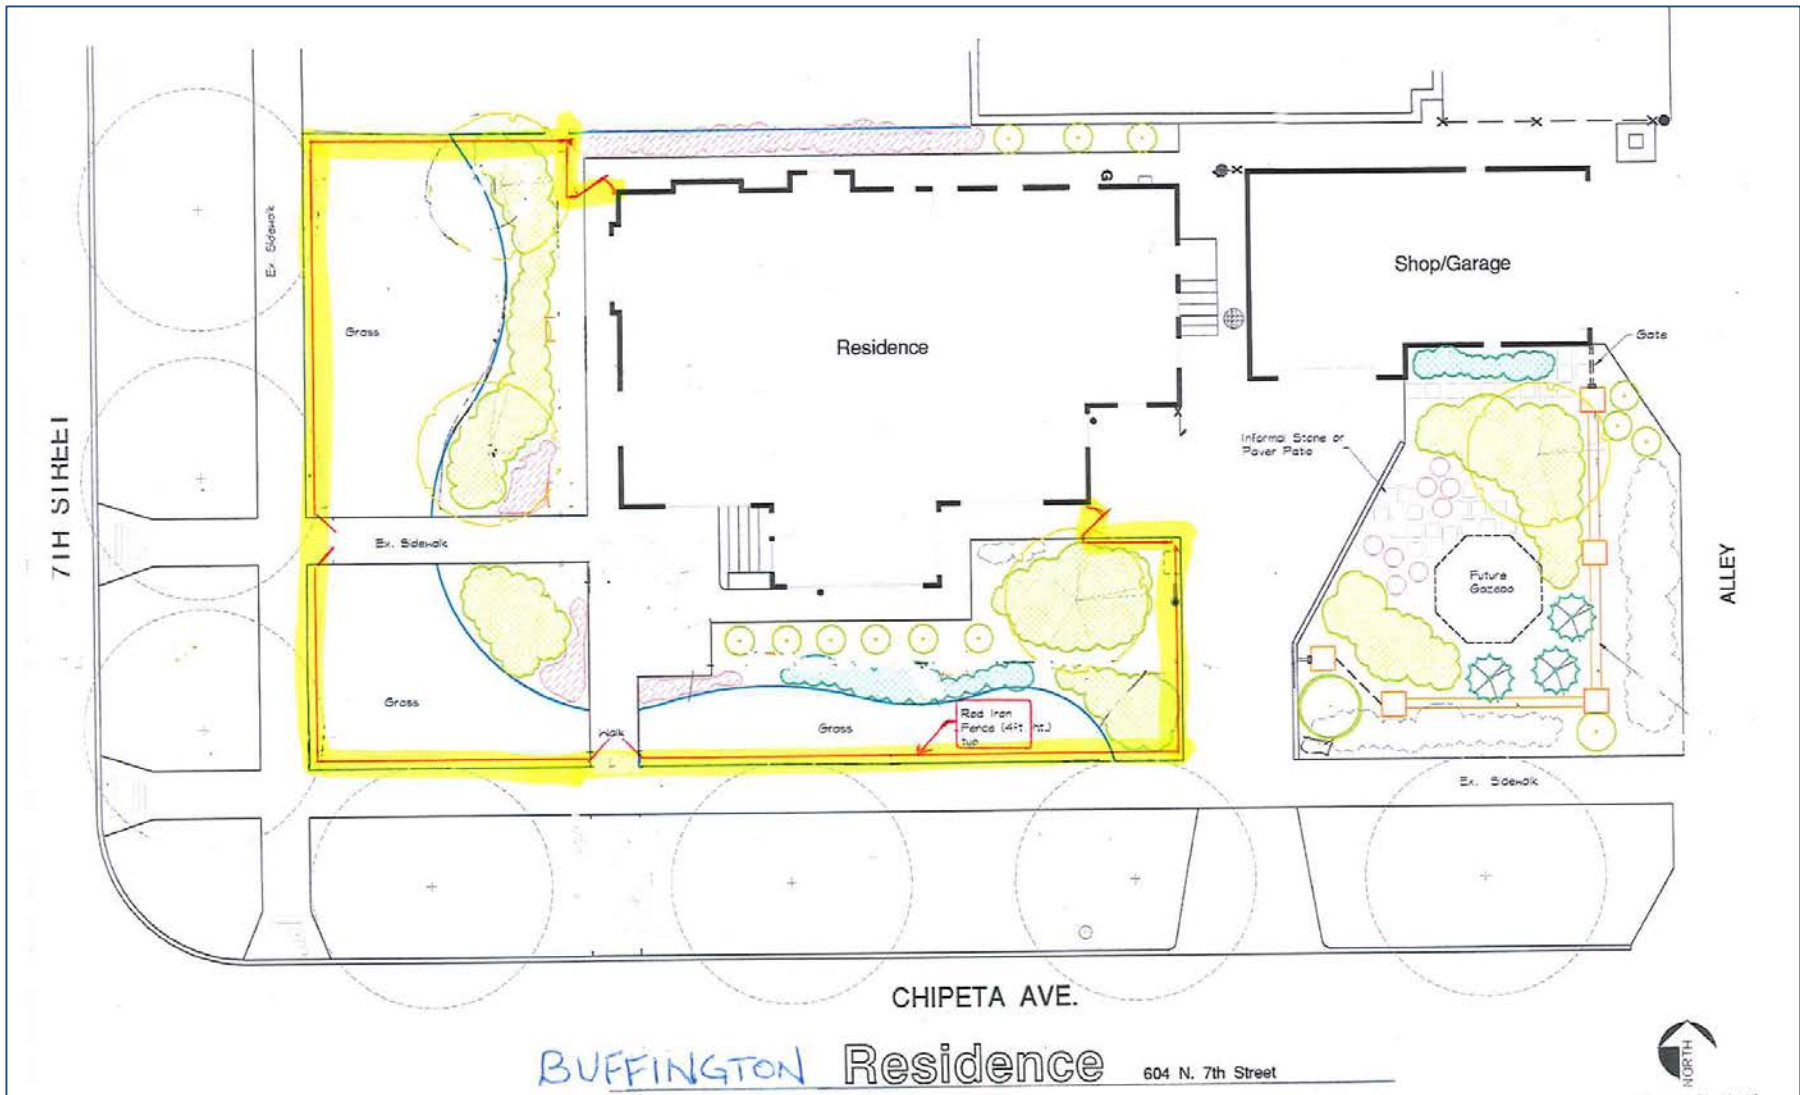 Ex. Sidewalk
G
Shop/Garage
Gate
Grass
Residence
7TH STREET
Informal Stone or
Paver Patio
Ex. Sidewalk
Future
Gazebo
ALLEY
Grass
Walk
Grass
Red Iron
Fence (4ft ht.)
typ
Ex. Sidewalk
CHIPETA AVE.
BUFFINGTON Residence 604 N. 7th Street
NORTH